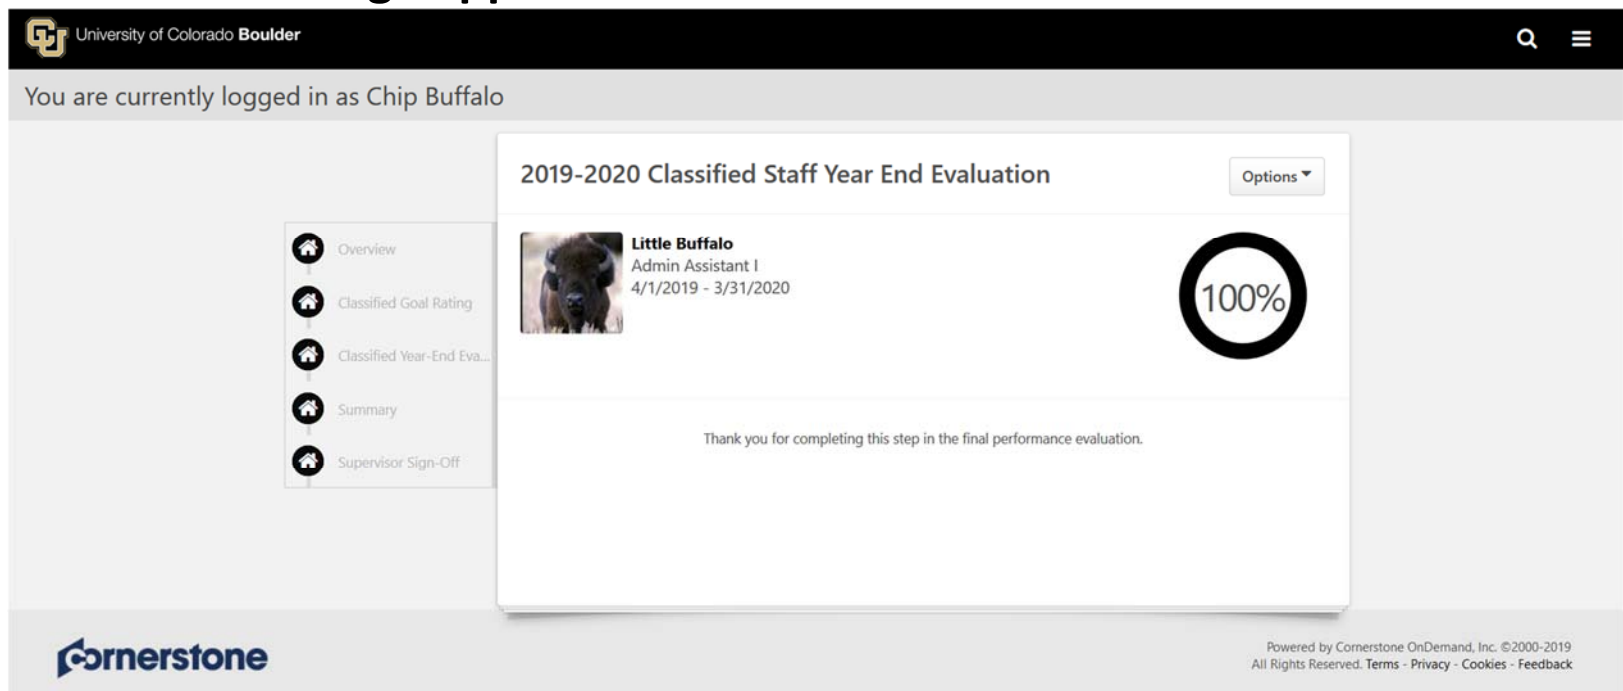 University of Colorado Boulder
You are currently logged in as Chip Buffalo
2019-2020 Classified Staff Year End Evaluation
Options
Overview
Classified Goal Rating
Classified Year-End Eva...
Summary
Supervisor Sign-Off
Little Buffalo
Admin Assistant I
4/1/2019 - 3/31/2020
100%
Thank you for completing this step in the final performance evaluation.
Cornerstone
Powered by Cornerstone OnDemand, Inc. ©2000-2019
All Rights Reserved. Terms - Privacy - Cookies - Feedback